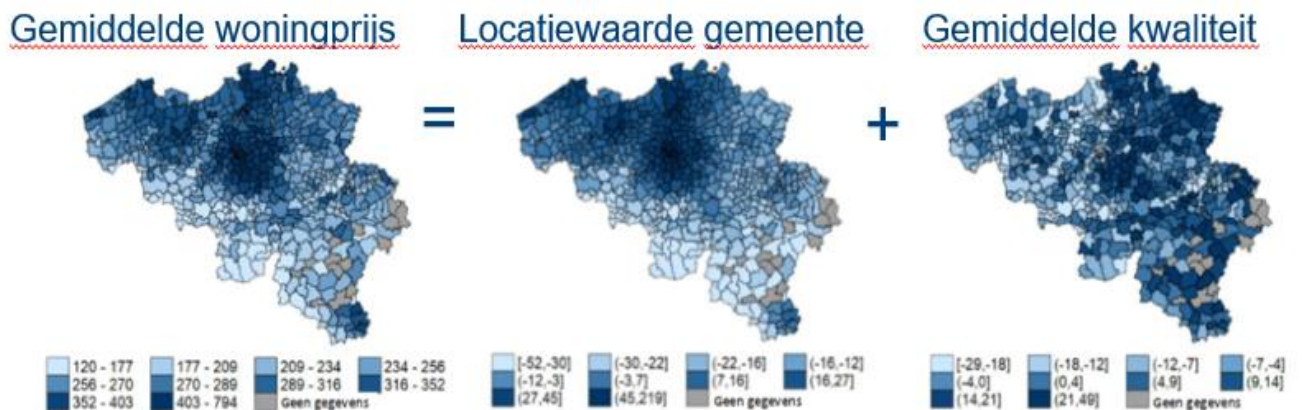 Gemiddelde woningprijs
Locatiewaarde gemeente
Gemiddelde kwaliteit
=
+
120 - 177
177 - 209
209 - 234
234 - 256
256 - 270
270 - 289
289 - 316
316 - 352
352 - 403
403 - 794
Geen gegevens
[-52,-30]
(-30,-22]
(-22,-16]
(-16,-12]
(-12,-3]
(-3,7]
(7,16]
(16,27]
(27,45]
(45,219]
Geen gegevens
[-29,-18]
(-18,-12]
(-12,-7]
(-7,-4]
(-4,0]
(0,4]
(4,9]
(9,14]
(14,21]
(21,49]
Geen gegevens